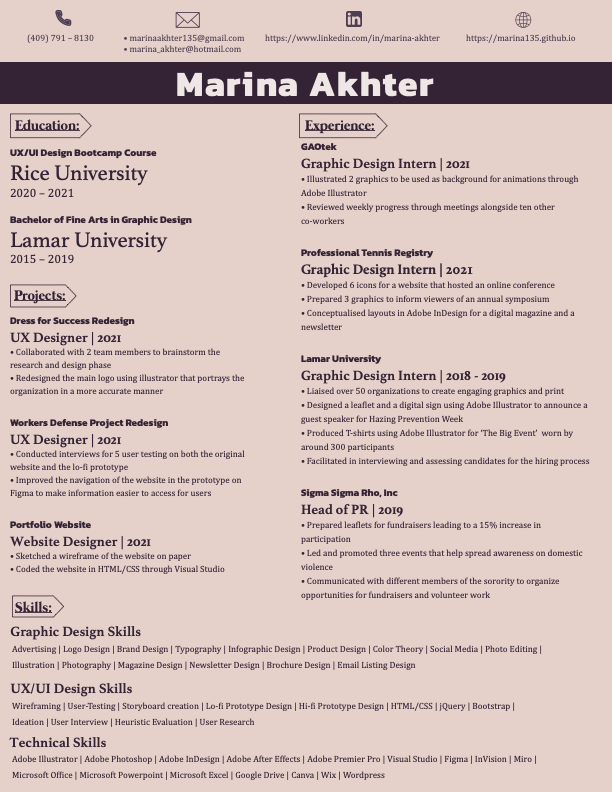 (409) 791 – 8130
• marinaakhter135@gmail.com
• marina_akhter@hotmail.com
https://www.linkedin.com/in/marina-akhter
https://marina135.github.io
Marina Akhter
Education:
UX/UI Design Bootcamp Course
Rice University
2020 – 2021
Bachelor of Fine Arts in Graphic Design
Lamar University
2015 – 2019
Projects:
Dress for Success Redesign
UX Designer | 2021
• Collaborated with 2 team members to brainstorm the
research and design phase
• Redesigned the main logo using illustrator that portrays the
organization in a more accurate manner
Workers Defense Project Redesign
UX Designer | 2021
• Conducted interviews for 5 user testing on both the original
website and the lo-fi prototype
• Improved the navigation of the website in the prototype on
Figma to make information easier to access for users
Portfolio Website
Website Designer | 2021
• Sketched a wireframe of the website on paper
• Coded the website in HTML/CSS through Visual Studio
Experience:
GAOtek
Graphic Design Intern | 2021
• Illustrated 2 graphics to be used as background for animations through
Adobe Illustrator
• Reviewed weekly progress through meetings alongside ten other
co-workers
Professional Tennis Registry
Graphic Design Intern | 2021
• Developed 6 icons for a website that hosted an online conference
• Prepared 3 graphics to inform viewers of an annual symposium
• Conceptualised layouts in Adobe InDesign for a digital magazine and a
newsletter
Lamar University
Graphic Design Intern | 2018 - 2019
• Liaised over 50 organizations to create engaging graphics and print
• Designed a leaflet and a digital sign using Adobe Illustrator to announce a
guest speaker for Hazing Prevention Week
• Produced T-shirts using Adobe Illustrator for 'The Big Event' worn by
around 300 participants
• Facilitated in interviewing and assessing candidates for the hiring process
Sigma Sigma Rho, Inc
Head of PR | 2019
• Prepared leaflets for fundraisers leading to a 15% increase in
participation
• Led and promoted three events that help spread awareness on domestic
violence
• Communicated with different members of the sorority to organize
opportunities for fundraisers and volunteer work
Skills:
Graphic Design Skills
Advertising | Logo Design | Brand Design | Typography | Infographic Design | Product Design | Color Theory | Social Media | Photo Editing |
Illustration | Photography | Magazine Design | Newsletter Design | Brochure Design | Email Listing Design
UX/UI Design Skills
Wireframing | User-Testing | Storyboard creation | Lo-fi Prototype Design | Hi-fi Prototype Design | HTML/CSS | jQuery | Bootstrap |
Ideation | User Interview | Heuristic Evaluation | User Research
Technical Skills
Adobe Illustrator | Adobe Photoshop | Adobe InDesign | Adobe After Effects | Adobe Premier Pro | Visual Studio | Figma | InVision | Miro |
Microsoft Office | Microsoft Powerpoint | Microsoft Excel | Google Drive | Canva | Wix | Wordpress